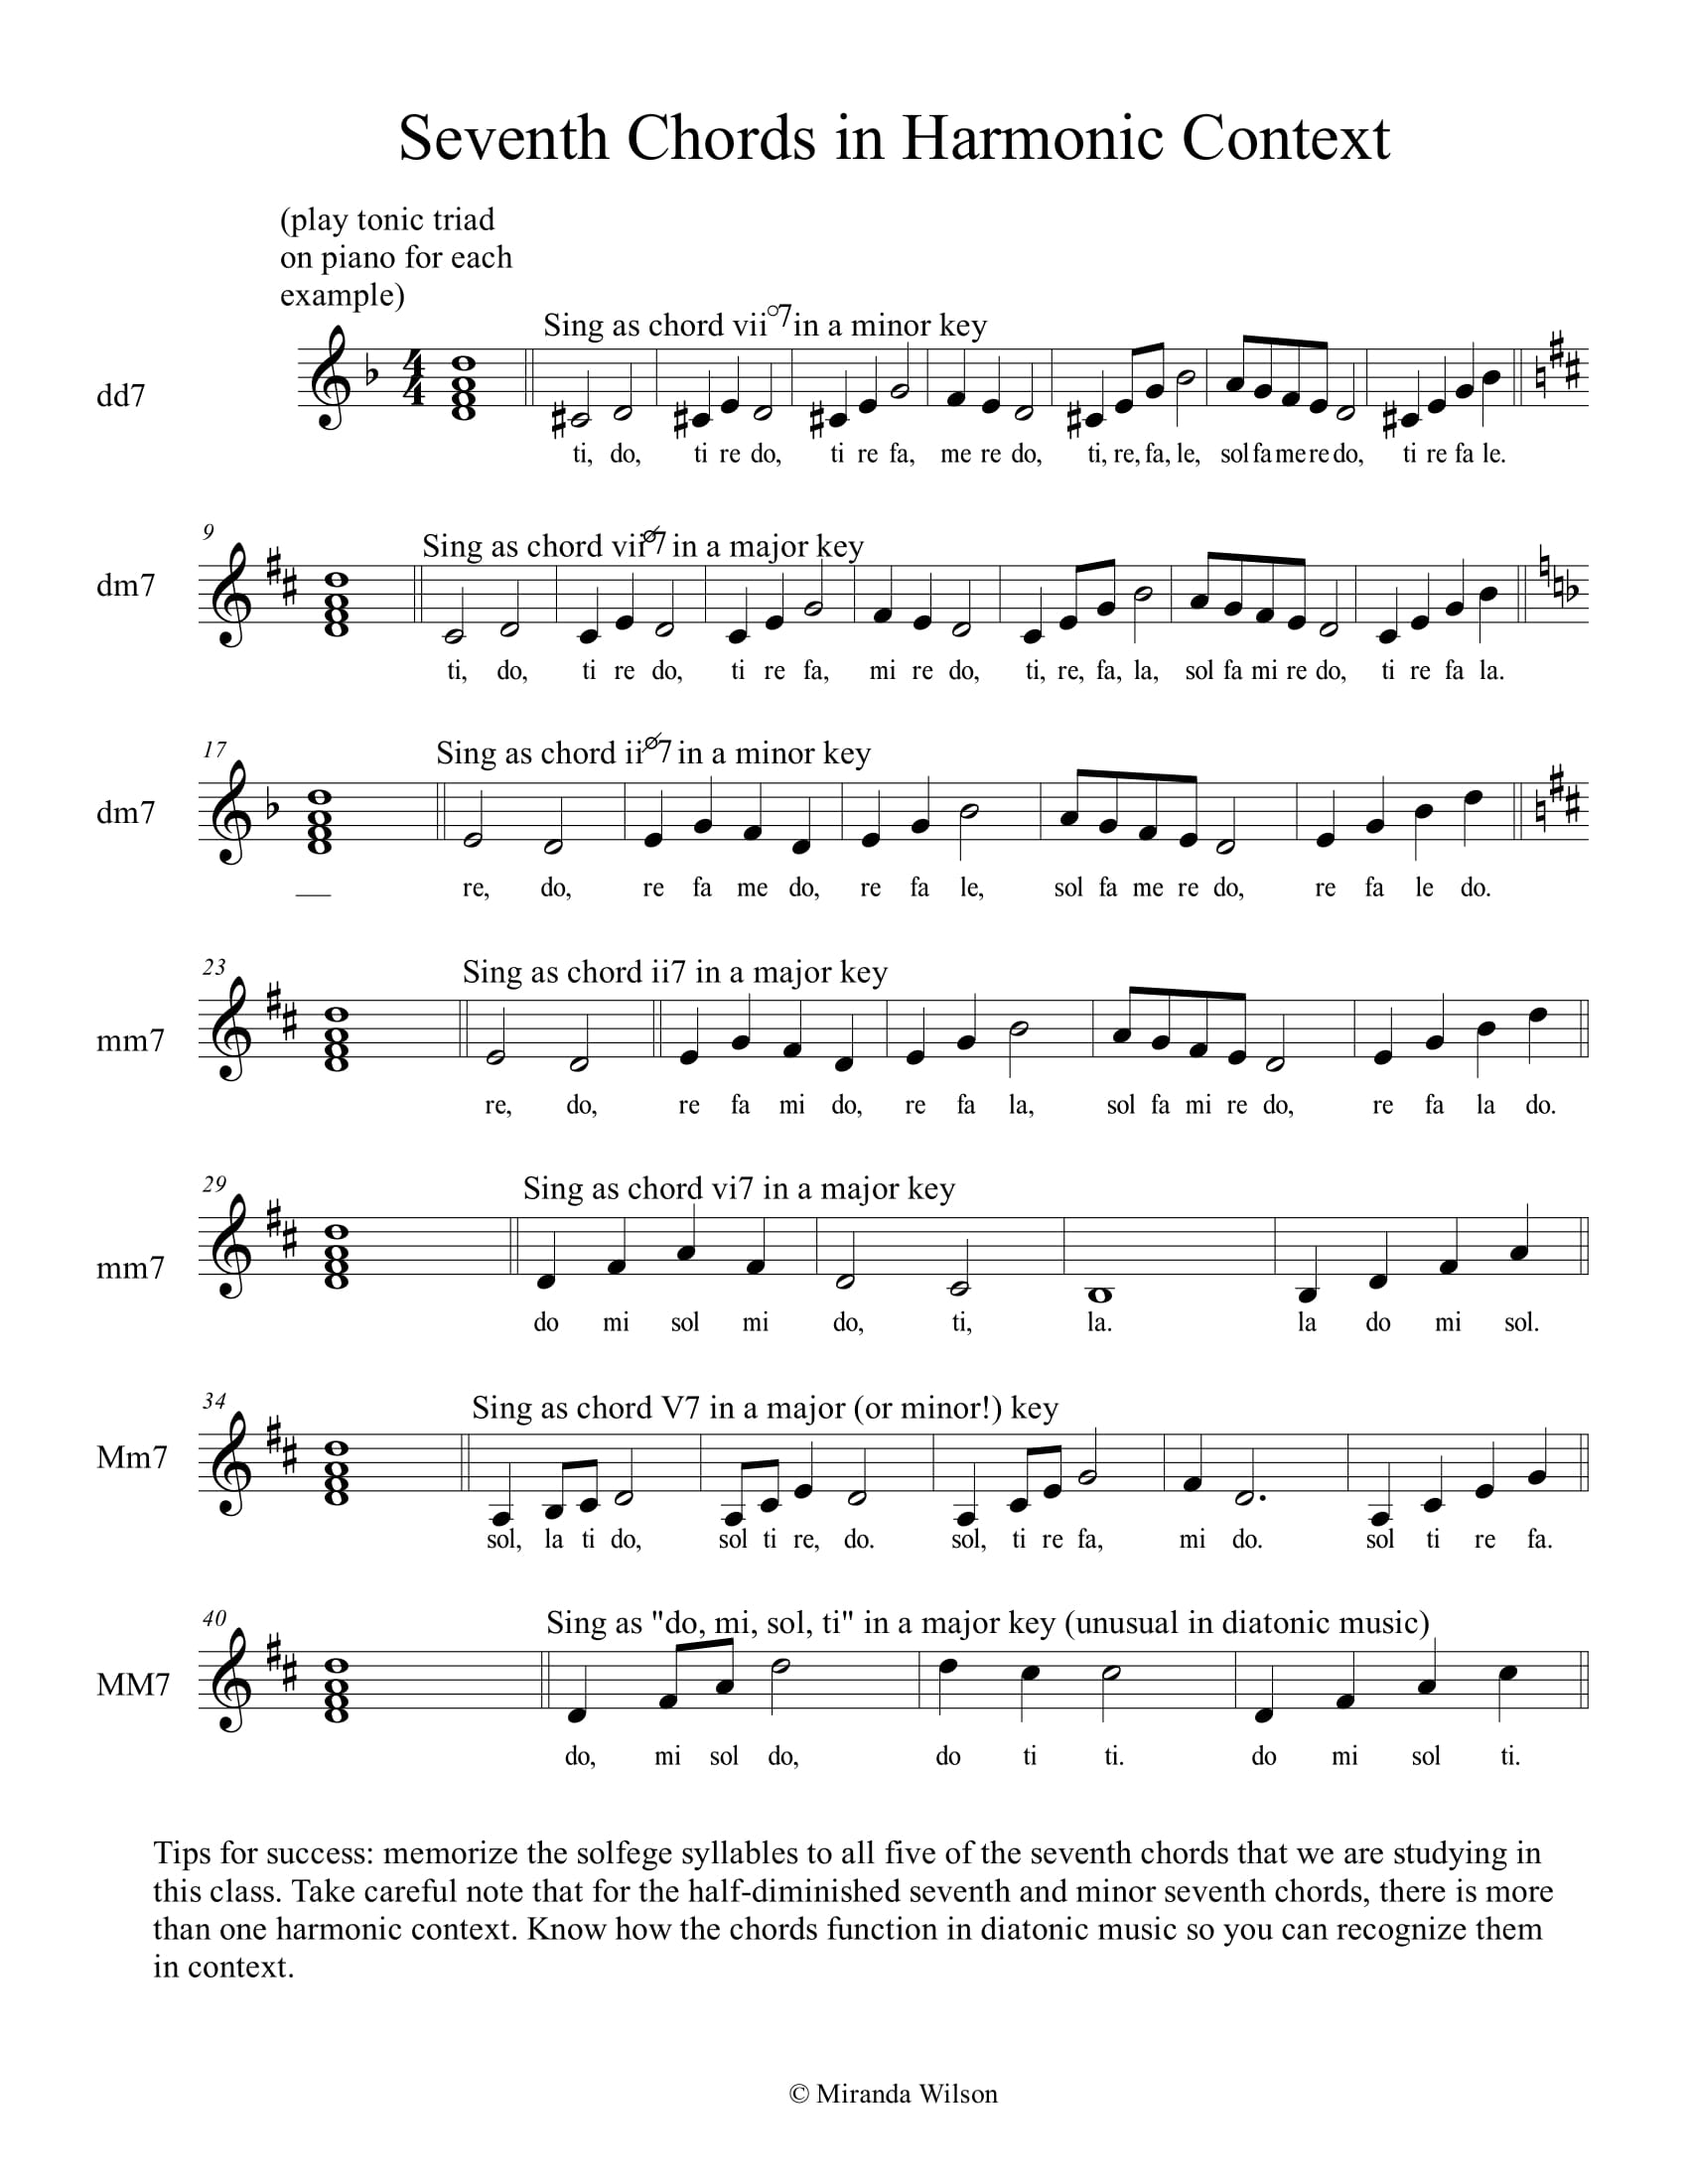 Seventh Chords in Harmonic Context
(play tonic triad
on piano for each
example)
Sing as chord vii°7 in a minor key
dd7
4
4
ti, do, ti re do, ti re fa, me re do, ti, re, fa, le, sol fa me re do, ti re fa le.
9
Sing as chord viiø7 in a major key
dm7
ti, do, ti re do, ti re fa, mi re do, ti, re, fa, la, sol fa mi re do, ti re fa la.
17
Sing as chord iiø7 in a minor key
dm7
re, do, re fa me do, re fa le, sol fa me re do, re fa le do.
23
Sing as chord ii7 in a major key
mm7
re, do, re fa mi do, re fa la, sol fa mi re do, re fa la do.
29
Sing as chord vi7 in a major key
mm7
do mi sol mi do, ti, la. la do mi sol.
34
Sing as chord V7 in a major (or minor!) key
Mm7
sol, la ti do, sol ti re, do. sol, ti re fa, mi do. sol ti re fa.
40
Sing as "do, mi, sol, ti" in a major key (unusual in diatonic music)
MM7
do, mi sol do, do ti ti. do mi sol ti.
Tips for success: memorize the solfege syllables to all five of the seventh chords that we are studying in
this class. Take careful note that for the half-diminished seventh and minor seventh chords, there is more
than one harmonic context. Know how the chords function in diatonic music so you can recognize them
in context.
© Miranda Wilson